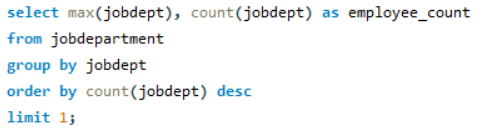 select max(jobdept), count(jobdept) as employee_count
from jobdepartment
group by jobdept
order by count(jobdept) desc
limit 1;